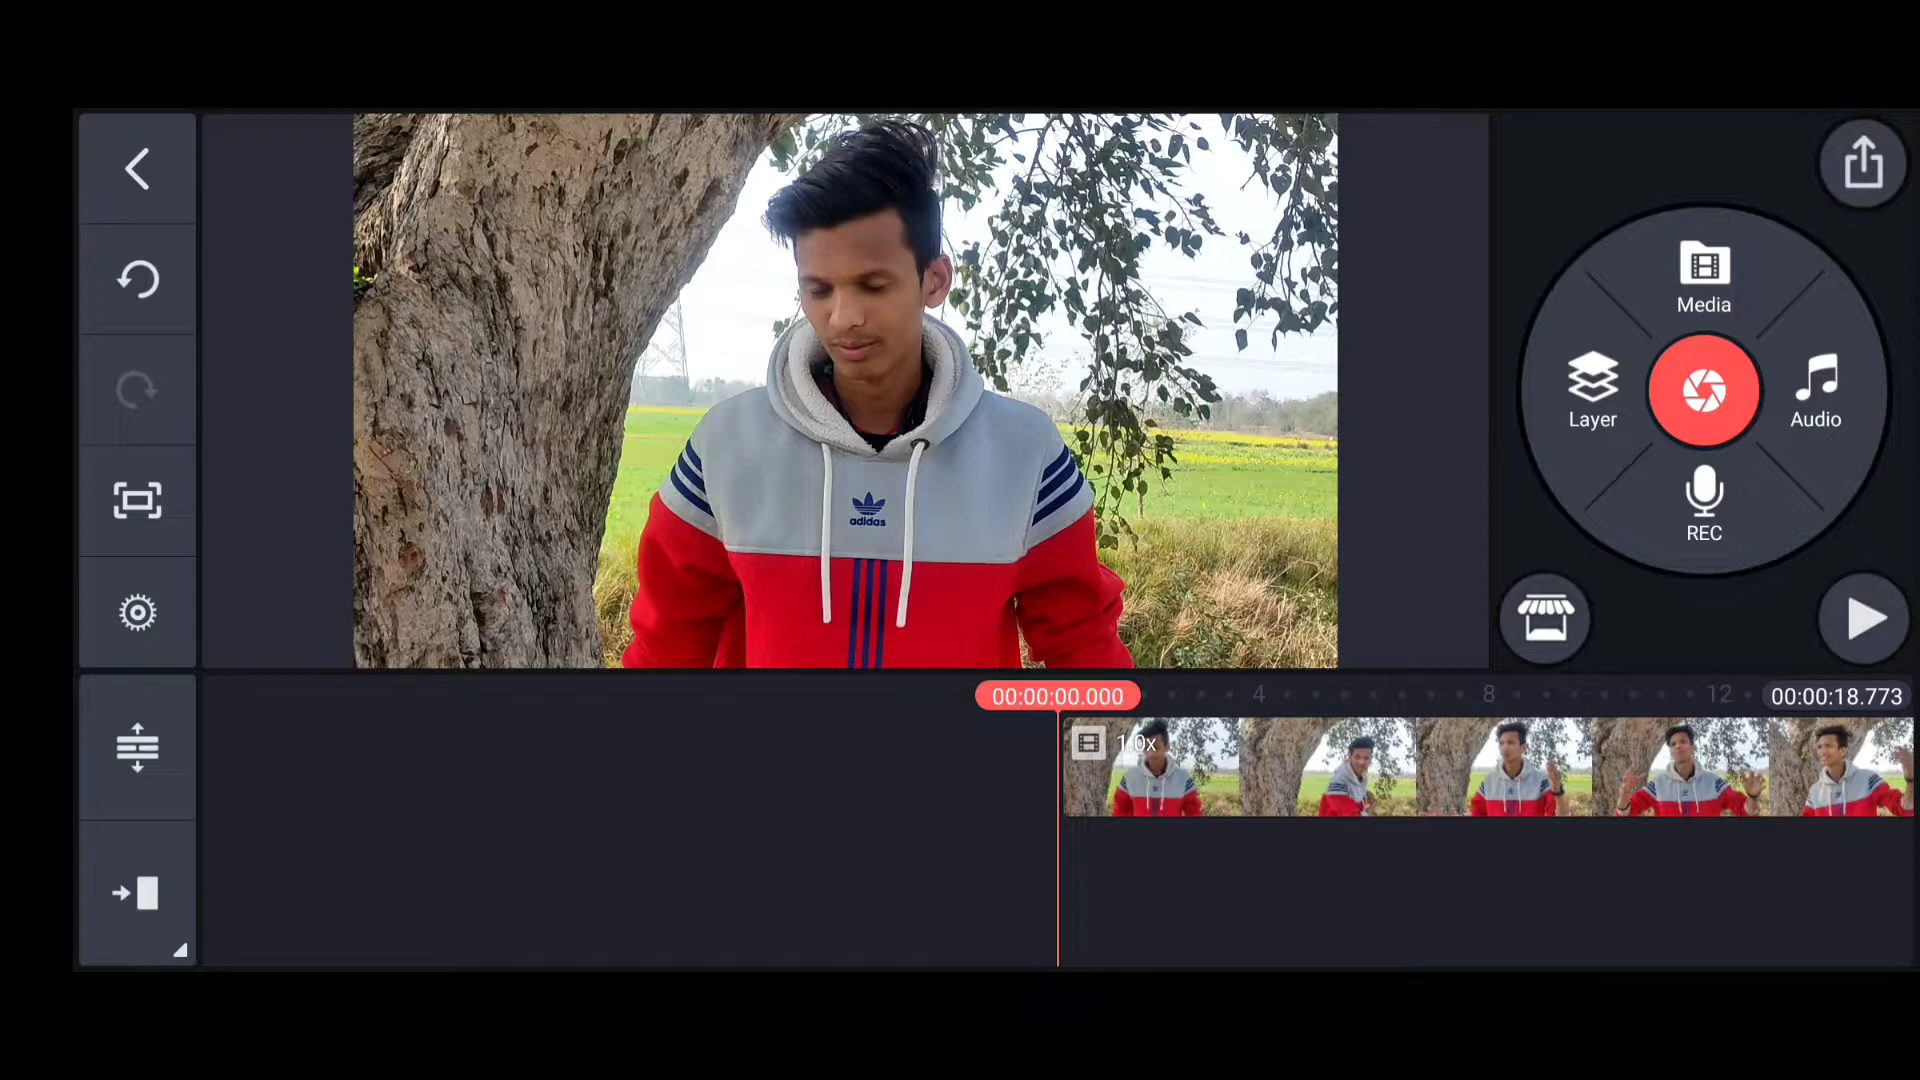 Media
Layer
Audio
REC
adidas
00:00:00.000
4
8
12
00:00:18.773
1.0x